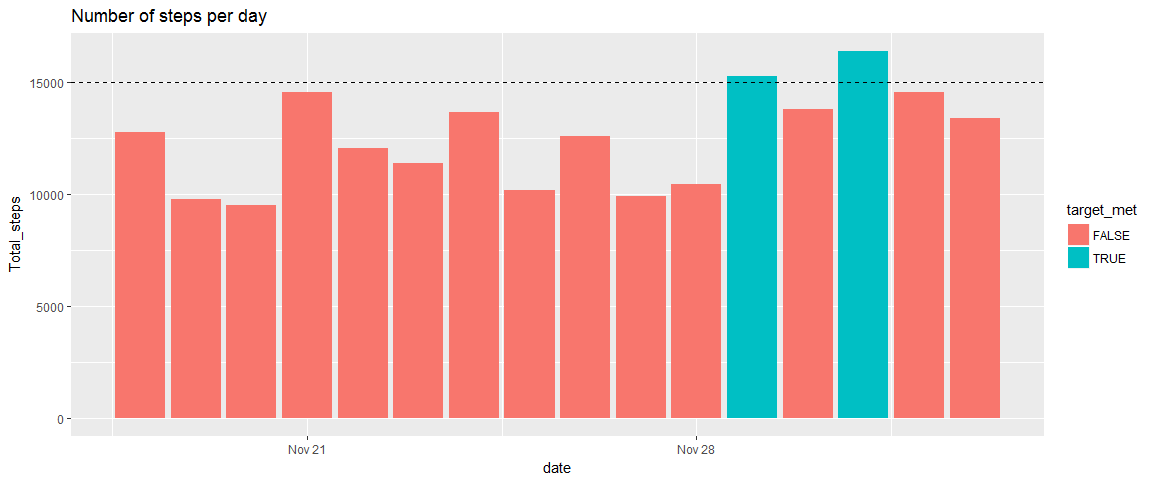 Number of steps per day
Total_steps
15000
10000
5000
0
Nov 21
Nov 28
date
target_met
FALSE
TRUE